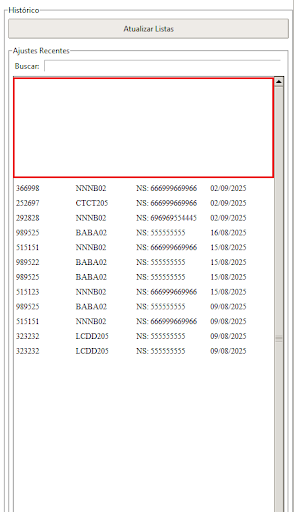 Histórico
Atualizar Listas
Ajustes Recentes
Buscar:
366998 NNNB02 NS: 666999669966 02/09/2025
252697 CTCT205 NS: 666999669966 02/09/2025
292828 NNNB02 NS: 696969554445 02/09/2025
989525 BABA02 NS: 555555555 16/08/2025
515151 NNNB02 NS: 666999669966 15/08/2025
989522 BABA02 NS: 555555555 15/08/2025
989525 BABA02 NS: 555555555 15/08/2025
515123 NNNB02 NS: 666999669966 15/08/2025
989525 BABA02 NS: 555555555 09/08/2025
515151 NNNB02 NS: 666999669966 09/08/2025
323232 LCDD205 NS: 555555555 09/08/2025
323232 LCDD205 NS: 555555555 09/08/2025